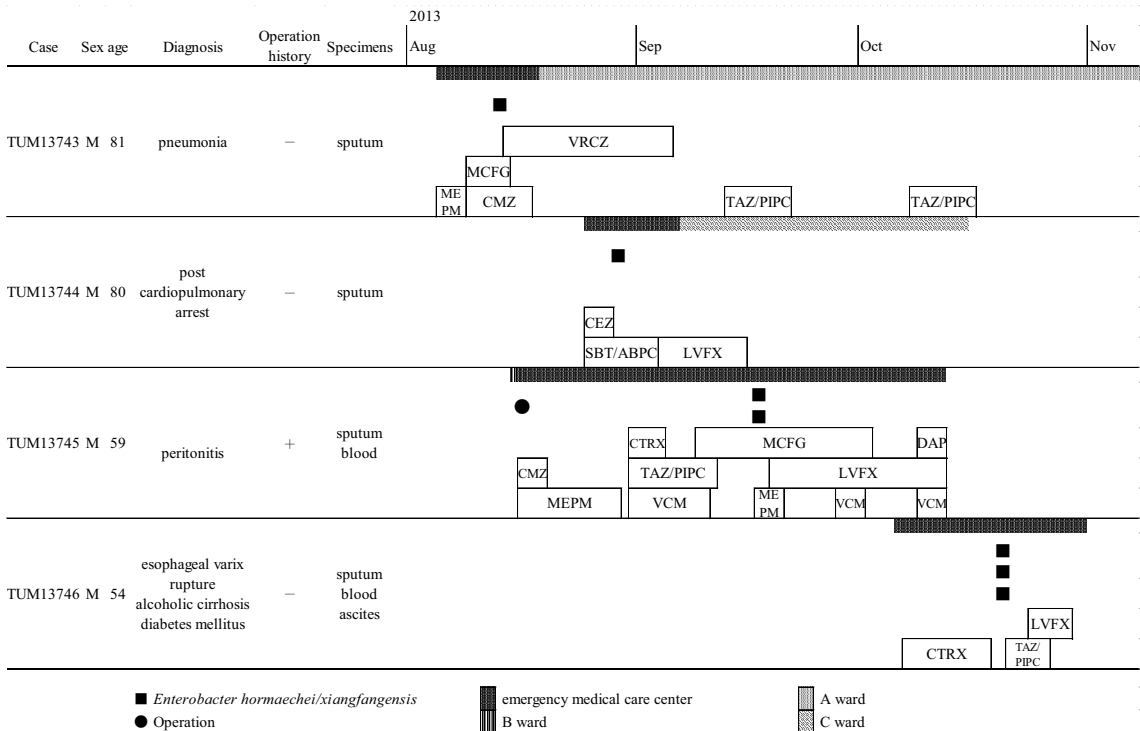 2013
Case Sex age Diagnosis Operation history Specimens Aug Sep Oct Nov
TUM13743 M 81 pneumonia − sputum
VRCZ
MCFG
ME PM CMZ TAZ/PIPC TAZ/PIPC
TUM13744 M 80 post cardiopulmonary arrest − sputum
CEZ
SBT/ABPC LVFX
TUM13745 M 59 peritonitis + sputum blood
CTRX MCFG DAP
CMZ TAZ/PIPC LVFX
MEPM VCM ME PM VCM VCM
TUM13746 M 54 esophageal varix rupture alcoholic cirrhosis diabetes mellitus − sputum blood ascites
LVFX
CTRX TAZ/ PIPC
Enterobacter hormaechei/xiangfangensis emergency medical care center A ward
Operation B ward C ward